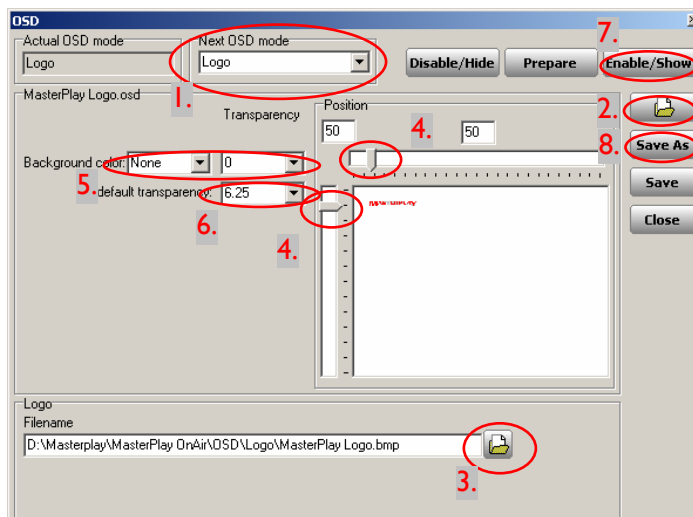 OSD
Actual OSD mode
Logo
Next OSD mode
Logo
1.
Disable/Hide
Prepare
Enable/Show
7.
MasterPlay Logo.osd
Transparency
Position
50
50
4.
2.
8.
Save As
Background color:
None
0
5.
default transparency:
6.25
6.
4.
MASTERPLAY
Save
Close
Logo
Filename
D:\Masterplay\MasterPlay OnAir\OSD\Logo\MasterPlay Logo.bmp
3.